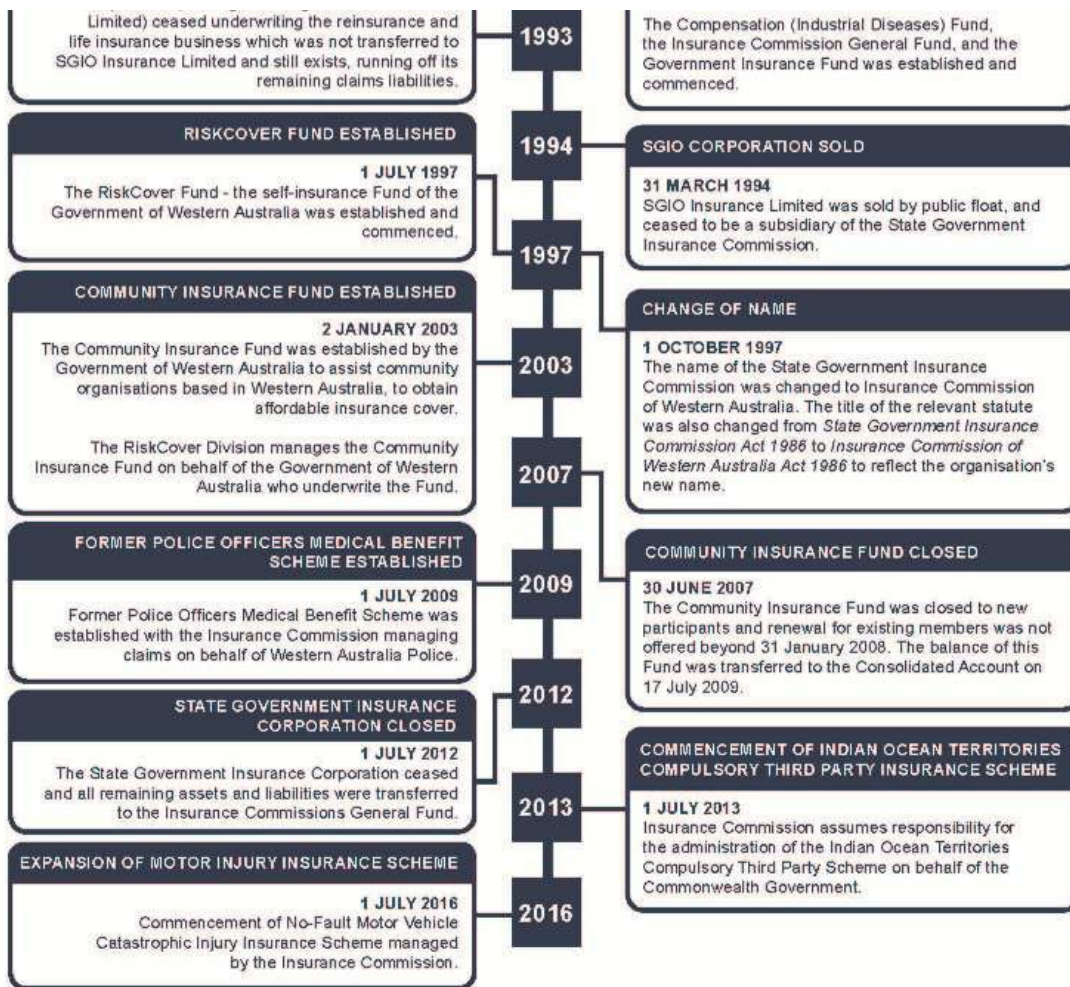 Limited) ceased underwriting the reinsurance and
life insurance business which was not transferred to
SGIO Insurance Limited and still exists, running off its
remaining claims liabilities.
1993
The Compensation (Industrial Diseases) Fund,
the Insurance Commission General Fund, and the
Government Insurance Fund was established and
commenced.
RISKCOVER FUND ESTABLISHED
1 JULY 1997
The RiskCover Fund - the self-insurance Fund of the
Government of Western Australia was established and
commenced.
1994
SGIO CORPORATION SOLD
31 MARCH 1994
SGIO Insurance Limited was sold by public float, and
ceased to be a subsidiary of the State Government
Insurance Commission.
1997
COMMUNITY INSURANCE FUND ESTABLISHED
2 JANUARY 2003
The Community Insurance Fund was established by the
Government of Western Australia to assist community
organisations based in Western Australia, to obtain
affordable insurance cover.
The RiskCover Division manages the Community
Insurance Fund on behalf of the Government of Western
Australia who underwrite the Fund.
2003
CHANGE OF NAME
1 OCTOBER 1997
The name of the State Government Insurance
Commission was changed to Insurance Commission
of Western Australia. The title of the relevant statute
was also changed from State Government Insurance
Commission Act 1986 to Insurance Commission of
Western Australia Act 1986 to reflect the organisation's
new name.
2007
FORMER POLICE OFFICERS MEDICAL BENEFIT
SCHEME ESTABLISHED
1 JULY 2009
Former Police Officers Medical Benefit Scheme was
established with the Insurance Commission managing
claims on behalf of Western Australia Police.
2009
COMMUNITY INSURANCE FUND CLOSED
30 JUNE 2007
The Community Insurance Fund was closed to new
participants and renewal for existing members was not
offered beyond 31 January 2008. The balance of this
Fund was transferred to the Consolidated Account on
17 July 2009.
2012
STATE GOVERNMENT INSURANCE
CORPORATION CLOSED
1 JULY 2012
The State Government Insurance Corporation ceased
and all remaining assets and liabilities were transferred
to the Insurance Commissions General Fund.
2013
COMMENCEMENT OF INDIAN OCEAN TERRITORIES
COMPULSORY THIRD PARTY INSURANCE SCHEME
1 JULY 2013
Insurance Commission assumes responsibility for
the administration of the Indian Ocean Territories
Compulsory Third Party Scheme on behalf of the
Commonwealth Government.
EXPANSION OF MOTOR INJURY INSURANCE SCHEME
1 JULY 2016
Commencement of No-Fault Motor Vehicle
Catastrophic Injury Insurance Scheme managed
by the Insurance Commission.
2016